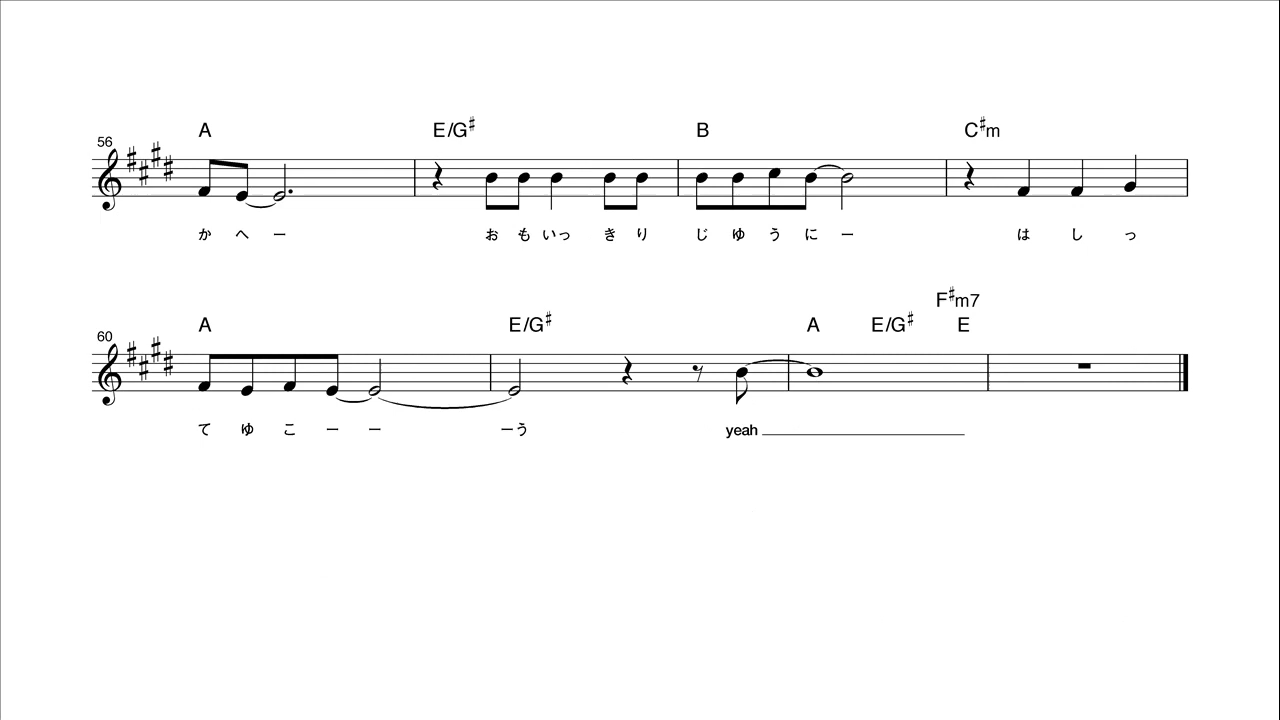 A E/G♯ B C♯m
56
か へ ー お も いっ き り じ ゆ う に ー は し っ
F♯m7
A E/G♯ A E/G♯ E
60
て ゆ こ ー ー ー う yeah